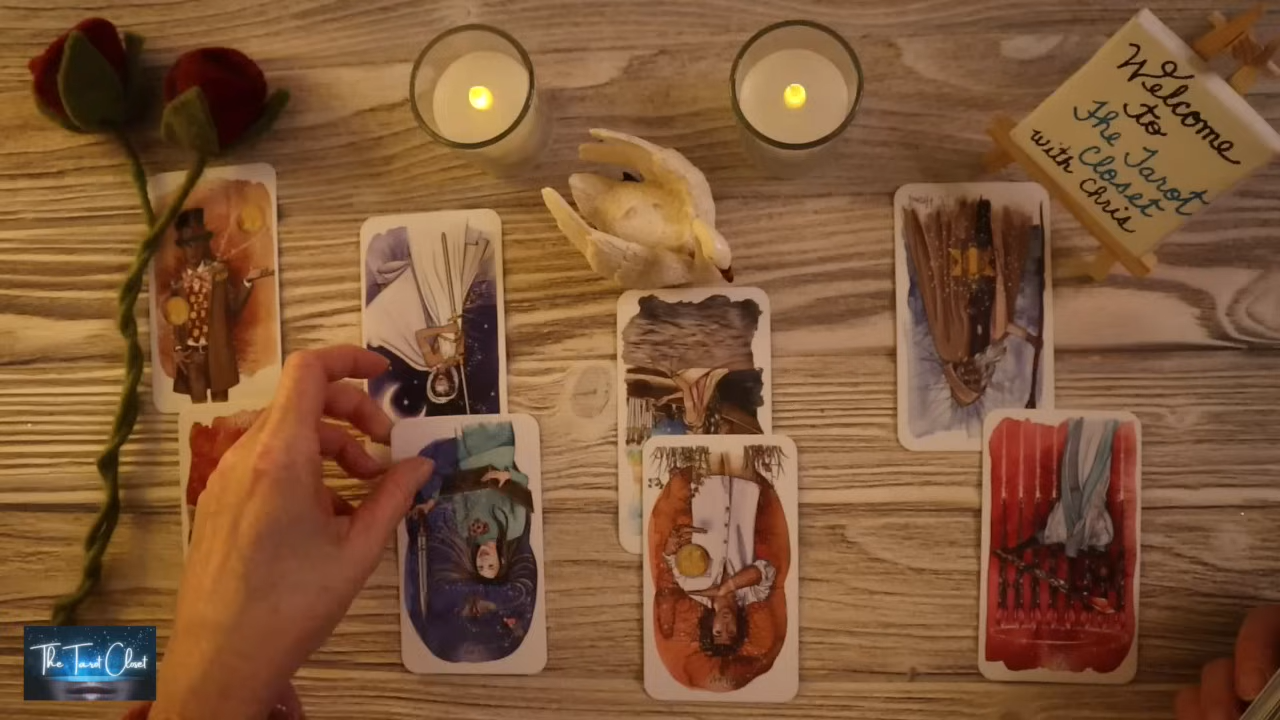 Welcome
to
The Tarot
Closet
with Chris
The Tarot Closet